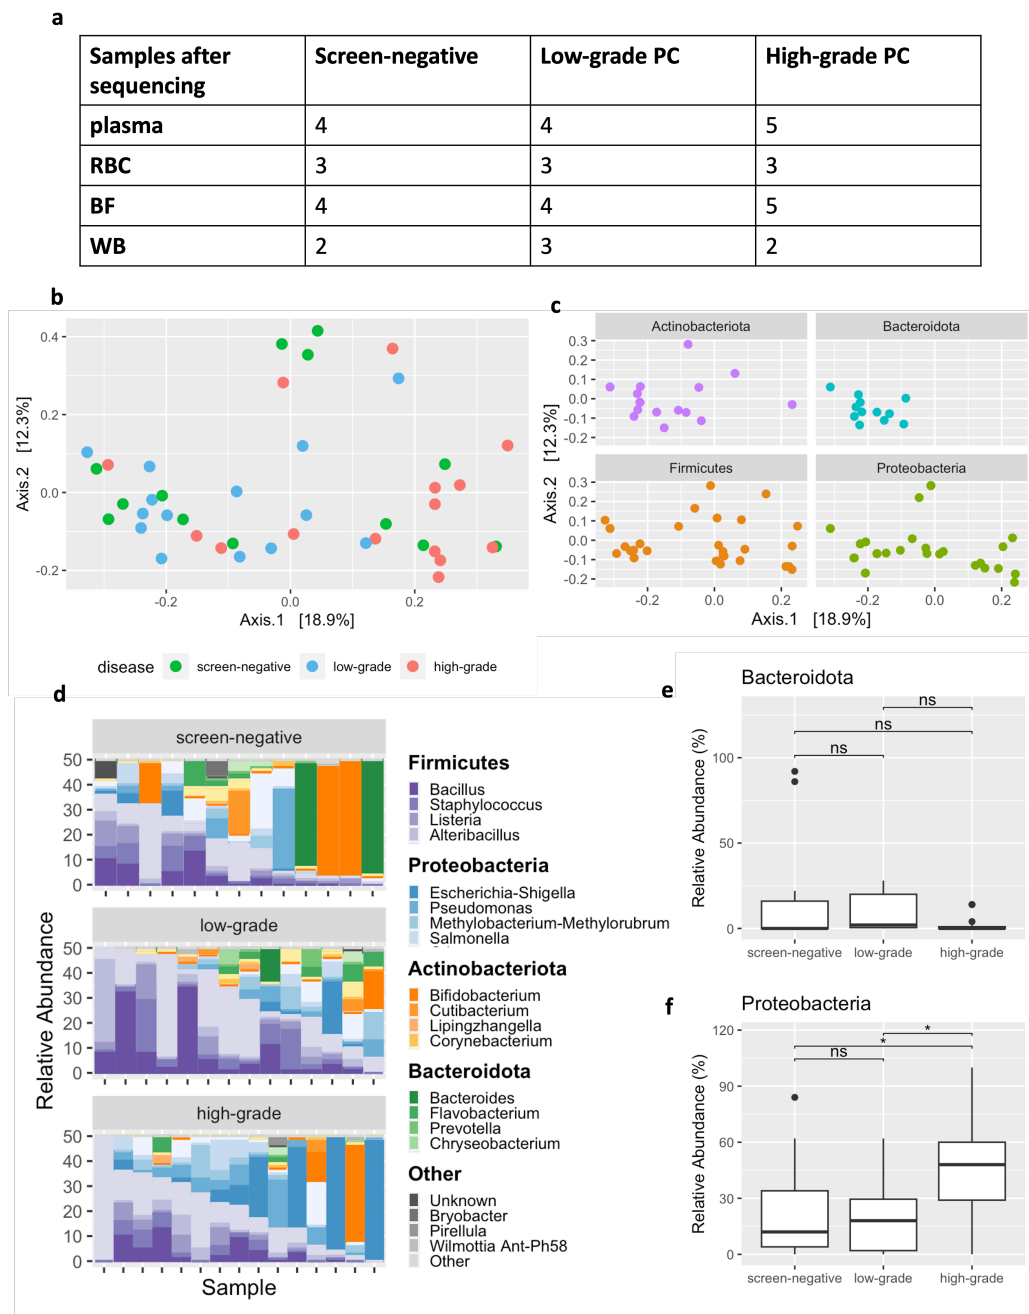 a
Samples after sequencing Screen-negative Low-grade PC High-grade PC
plasma 4 4 5
RBC 3 3 3
BF 4 4 5
WB 2 3 2
b
0.4
0.2
0.0
-0.2
Axis.2 [12.3%]
-0.2 0.0 0.2
Axis.1 [18.9%]
disease screen-negative low-grade high-grade
c
Actinobacteriota Bacteroidota
0.3
0.1
0.0
-0.1
-0.2
Firmicutes Proteobacteria
0.3
0.1
0.0
-0.1
-0.2
Axis.2 [12.3%]
-0.2 0.0 0.2 -0.2 0.0 0.2
Axis.1 [18.9%]
d
screen-negative
50
40
30
20
10
0
low-grade
50
40
30
20
10
0
high-grade
50
40
30
20
10
0
Relative Abundance
Sample
Firmicutes
Bacillus
Staphylococcus
Listeria
Alteribacillus
Proteobacteria
Escherichia-Shigella
Pseudomonas
Methylobacterium-Methylorubrum
Salmonella
Actinobacteriota
Bifidobacterium
Cutibacterium
Lipingzhangella
Corynebacterium
Bacteroidota
Bacteroides
Flavobacterium
Prevotella
Chryseobacterium
Other
Unknown
Bryobacter
Pirellula
Wilmottia Ant-Ph58
Other
e
Bacteroidota
ns
ns
ns
100
50
0
Relative Abundance (%)
screen-negative low-grade high-grade
f
Proteobacteria
*
*
ns
120
90
60
30
0
Relative Abundance (%)
screen-negative low-grade high-grade